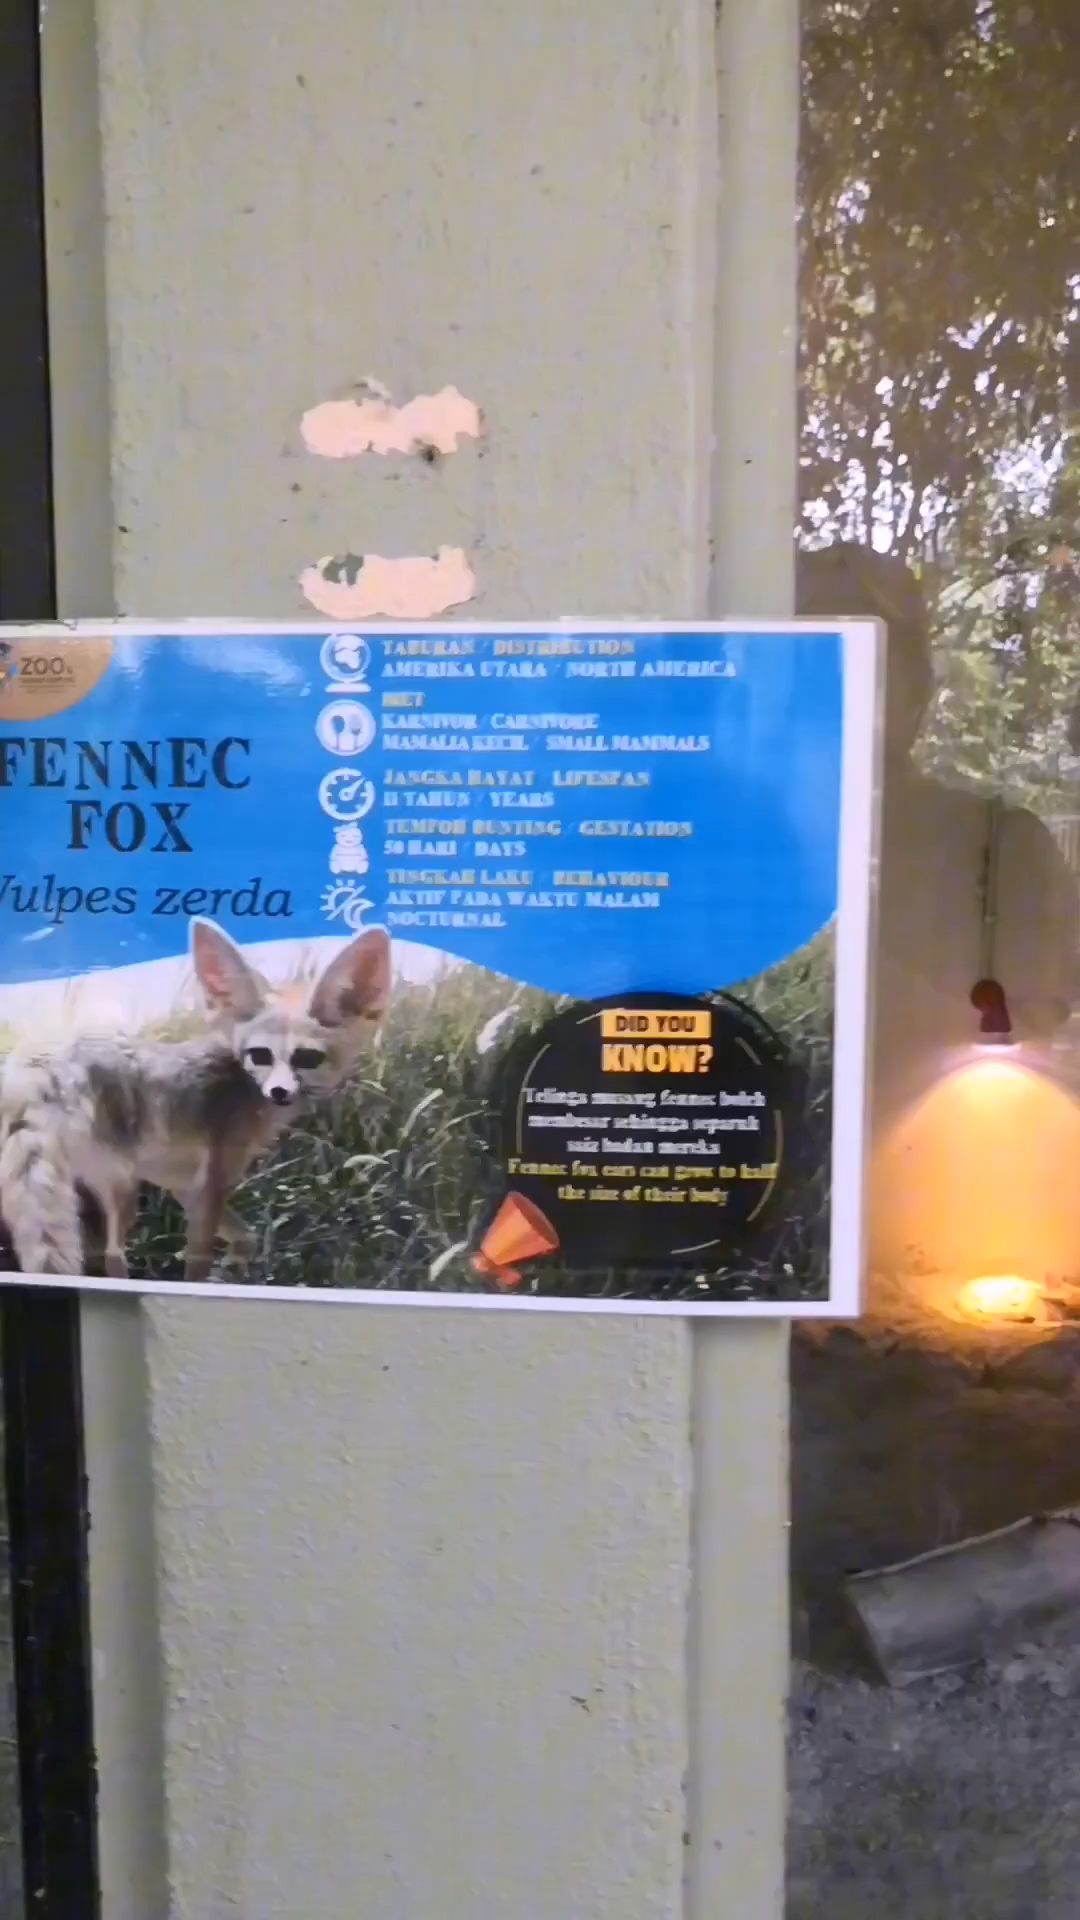 ZOO
FENNEC
FOX
Vulpes zerda
TABURAN / DISTRIBUTION
AMERIKA UTARA / NORTH AMERICA
DIET
KARNIVOR / CARNIVORE
MAMALIA KECIL / SMALL MAMMALS
JANGKA HAYAT LIFESPAN
11 TAHUN / YEARS
TEMPOH BUNTING / GESTATION
50 HARI / DAYS
TINGKAH LAKU / BEHAVIOUR
AKTIF PADA WAKTU MALAM
NOCTURNAL
DID YOU
KNOW?
Telinga musang fennec boleh
membesar sehingga separuh
saiz badan mereka
Fennec fox ears can grow to half
the size of their body